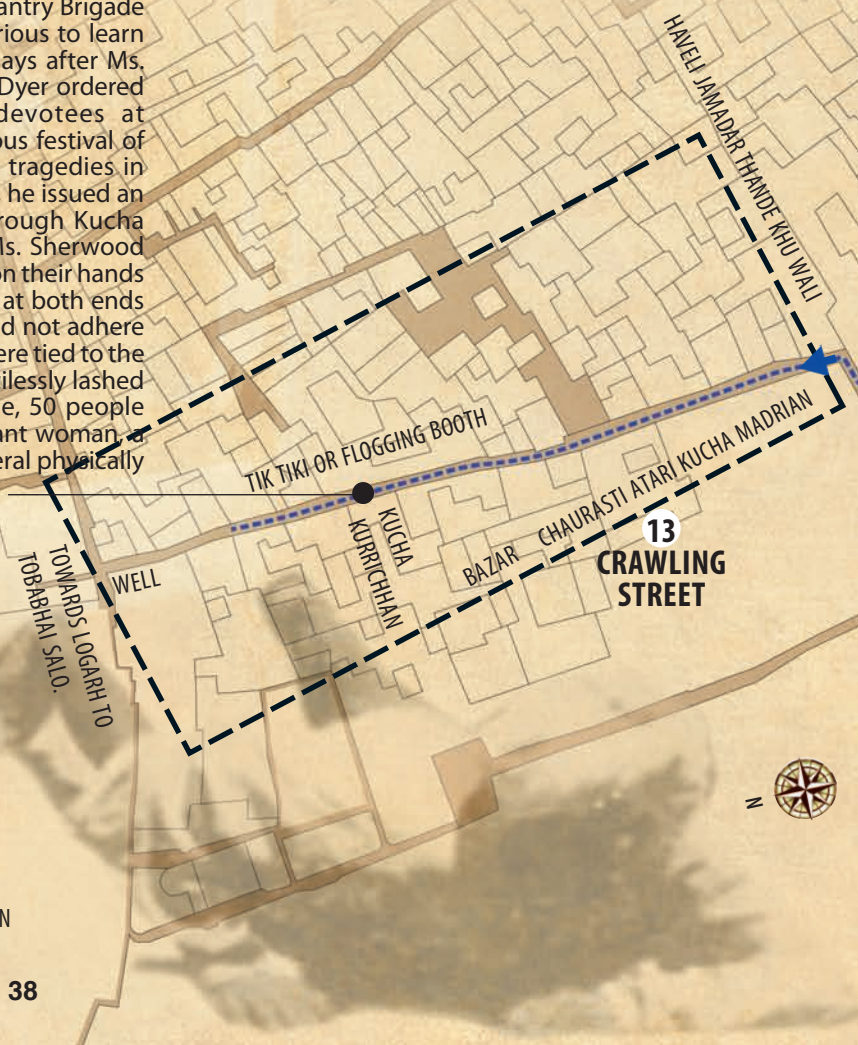 antry Brigade
rious to learn
ays after Ms.
Dyer ordered
devotees at
ous festival of
tragedies in
he issued an
rough Kucha
Ms. Sherwood
on their hands
at both ends
d not adhere
ere tied to the
ilessly lashed
e, 50 people
ant woman, a
eral physically
HAVELI JAMADAR THANDE KHU WALI
TIK TIKI OR FLOGGING BOOTH
KUCHA
KURRICHHAN
BAZAR CHAURASTI ATARI KUCHA MADRIAN
13
CRAWLING
STREET
WELL
TOWARDS LOGARH TO
TOBABHAI SALO.
N
N
38